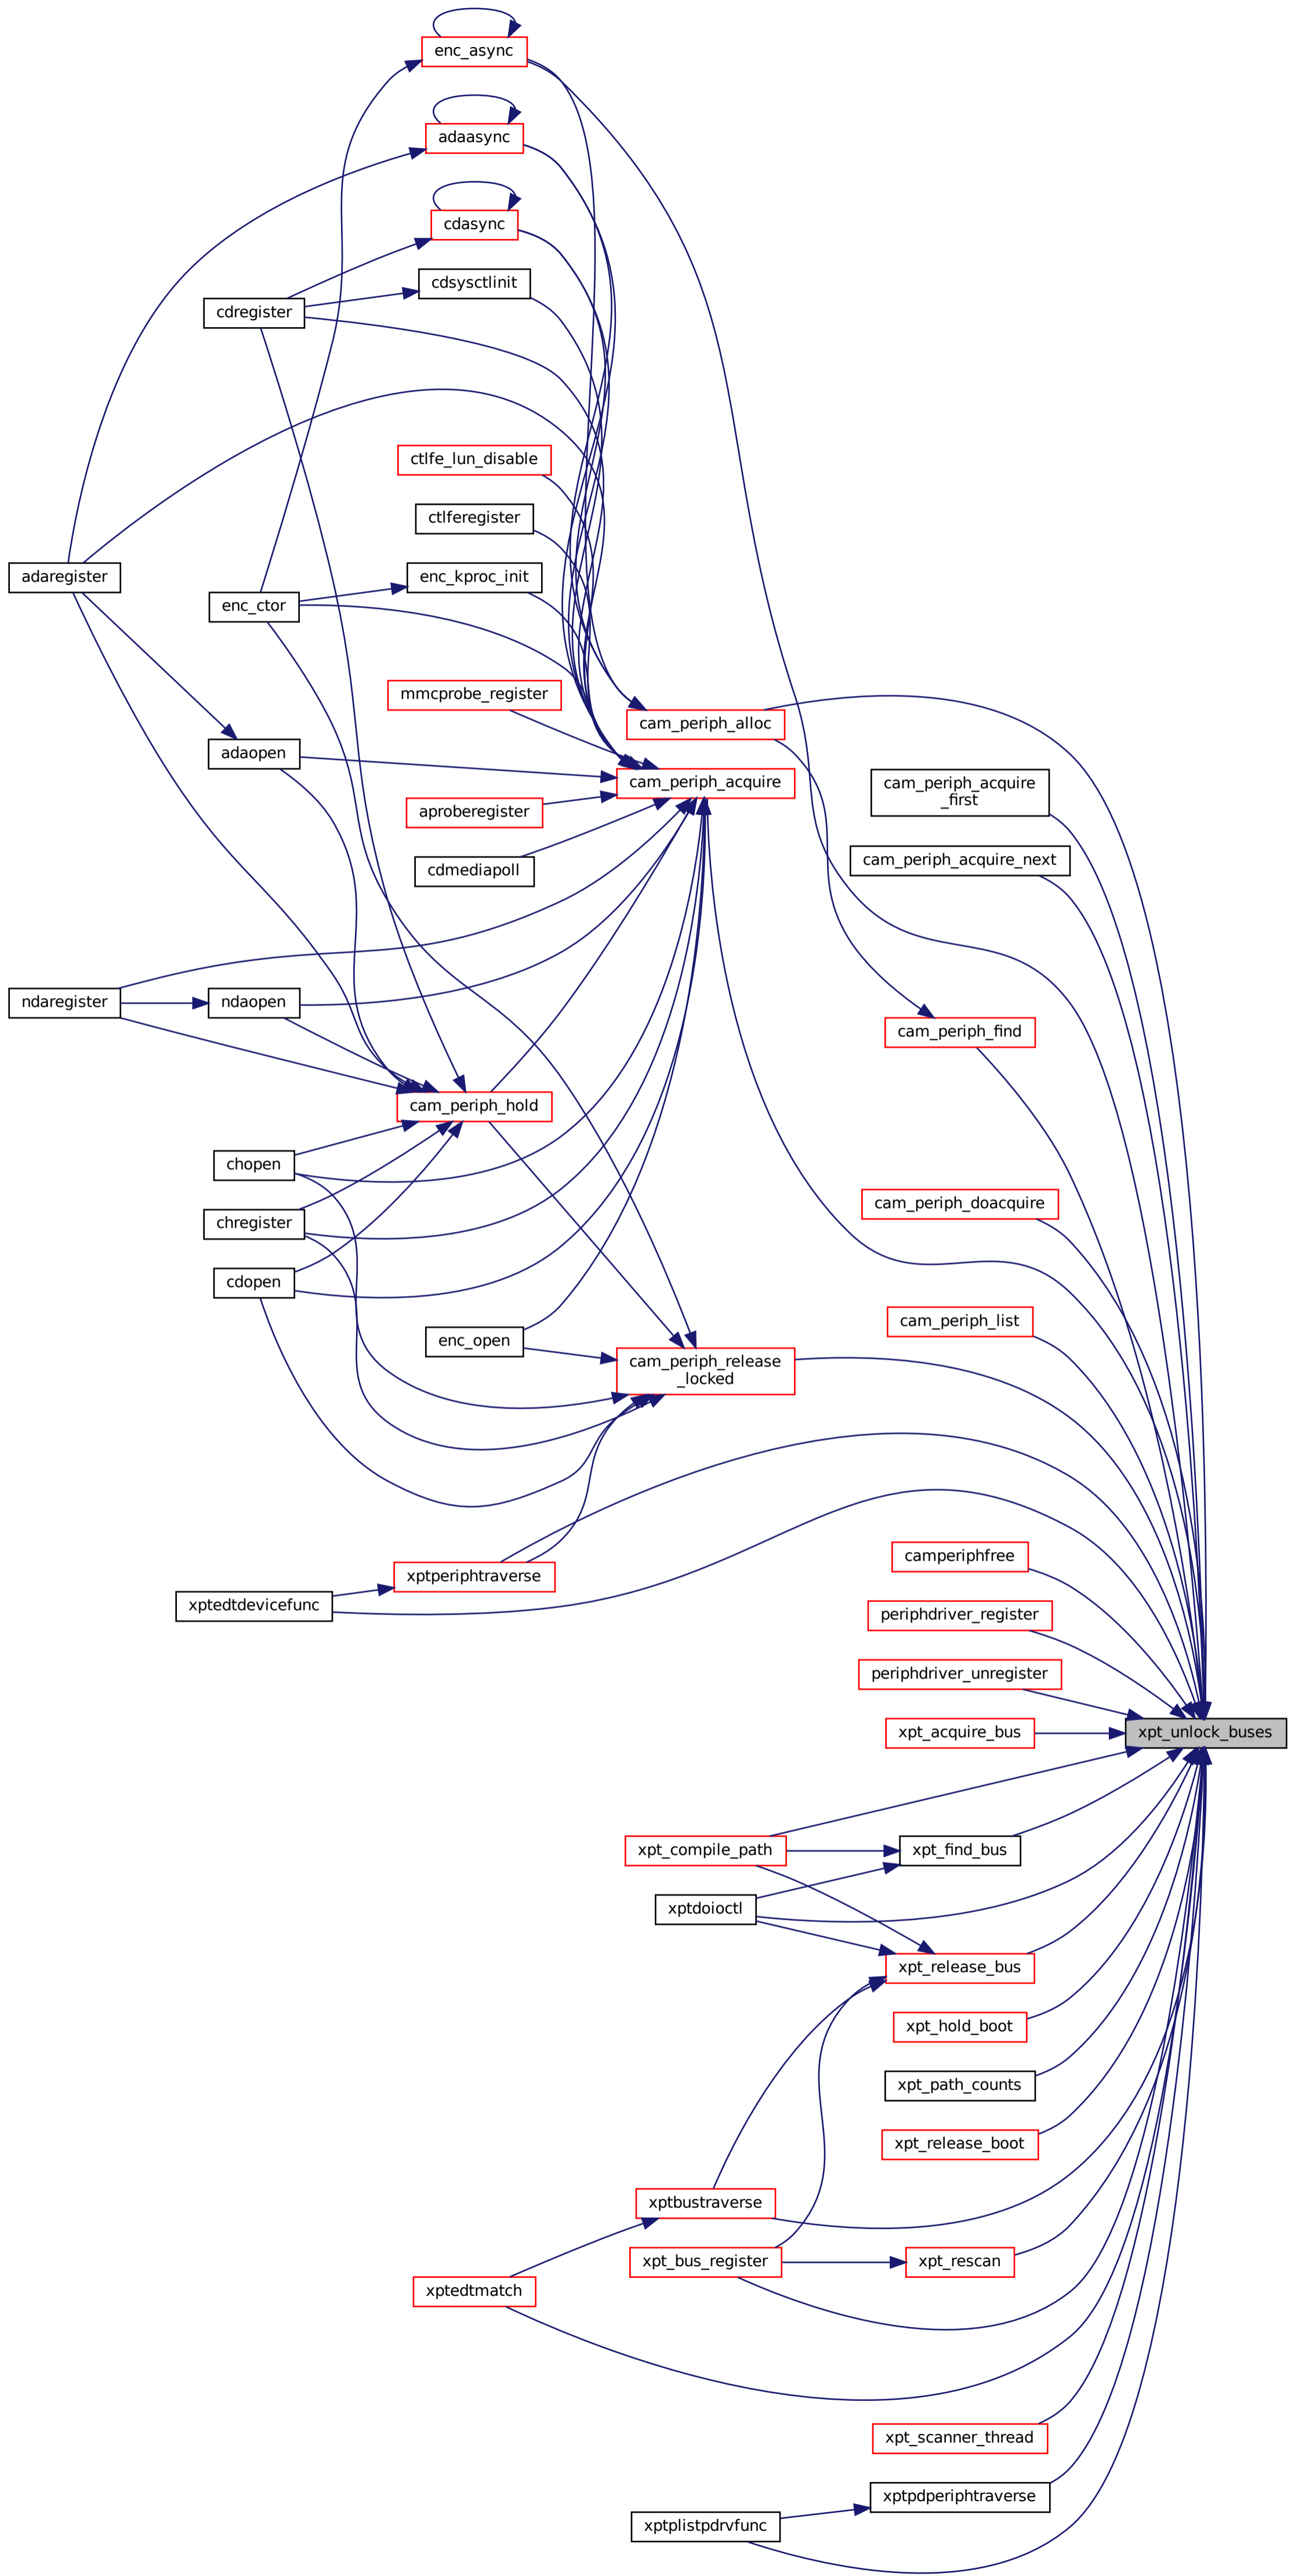 enc_async
adaasync
cdasync
cdsysctlinit
cdregister
ctlfe_lun_disable
ctlferegister
enc_kproc_init
adaregister
enc_ctor
mmcprobe_register
cam_periph_alloc
adaopen
cam_periph_acquire
cam_periph_acquire
_first
aproberegister
cam_periph_acquire_next
cdmediapoll
ndaregister
ndaopen
cam_periph_find
cam_periph_hold
chopen
cam_periph_doacquire
chregister
cdopen
cam_periph_list
enc_open
cam_periph_release
_locked
camperiphfree
xptperiphtraverse
xptedtdevicefunc
periphdriver_register
periphdriver_unregister
xpt_acquire_bus
xpt_unlock_buses
xpt_compile_path
xpt_find_bus
xptdoioctl
xpt_release_bus
xpt_hold_boot
xpt_path_counts
xpt_release_boot
xptbustraverse
xpt_bus_register
xpt_rescan
xptedtmatch
xpt_scanner_thread
xptpdperiphtraverse
xptplistpdrvfunc